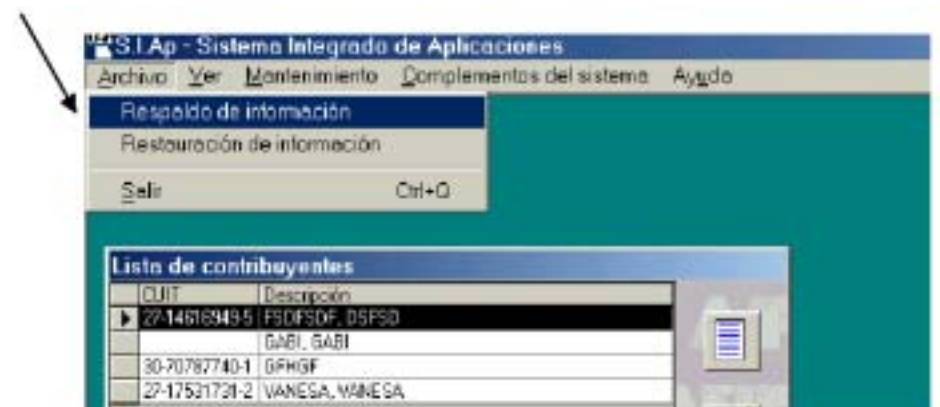 S.I.Ap - Sistema Integrado de Aplicaciones
Archivo Ver Mantenimiento Complementos del sistema Ayuda
Respaldo de información
Restauración de información
Salir Ctrl+Q
Lista de contribuyentes
CUIT Descripción
27-14616949-5 FSDFSDF, DSFSD
GABI, GABI
30-70787740-1 GFHGF
27-17531731-2 VANESA, VANESA